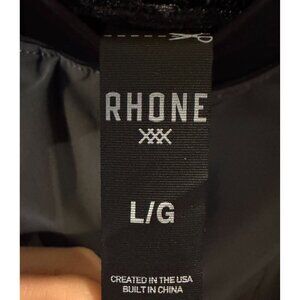 RHONE
L/G
CREATED IN THE USA
BUILT IN CHINA